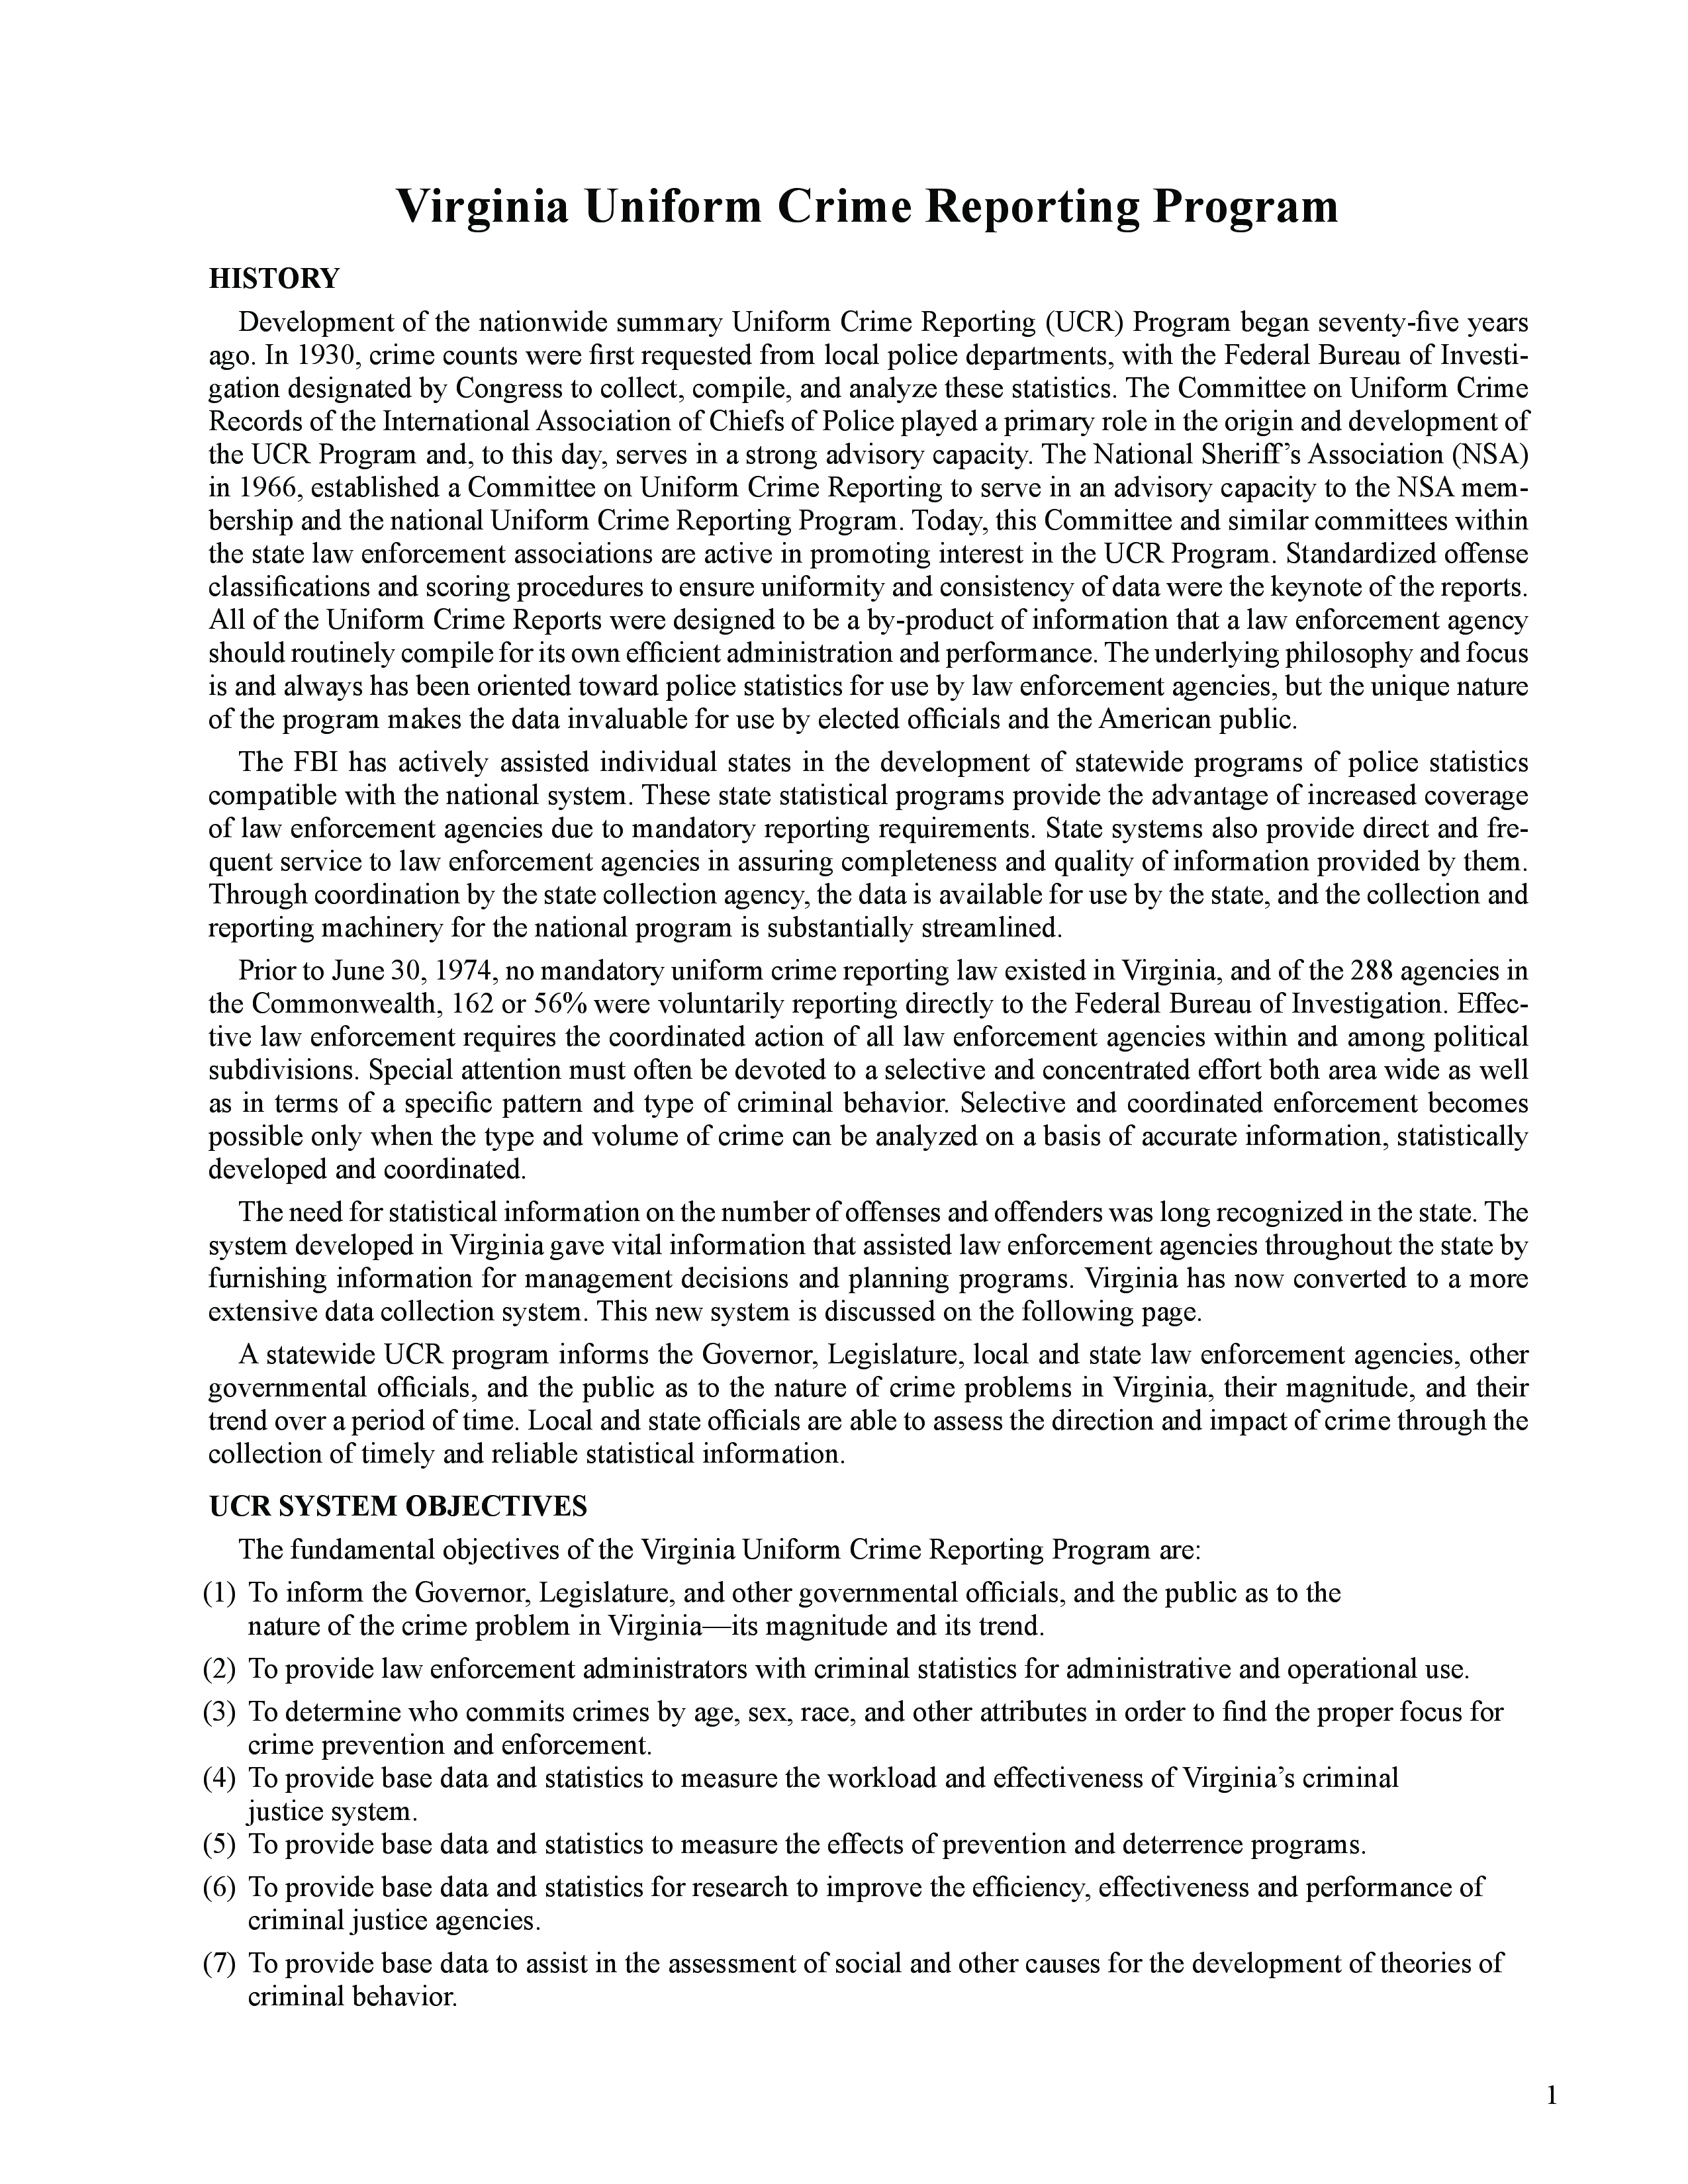 Virginia Uniform Crime Reporting Program
HISTORY
Development of the nationwide summary Uniform Crime Reporting (UCR) Program began seventy-five years
ago. In 1930, crime counts were first requested from local police departments, with the Federal Bureau of Investi-
gation designated by Congress to collect, compile, and analyze these statistics. The Committee on Uniform Crime
Records of the International Association of Chiefs of Police played a primary role in the origin and development of
the UCR Program and, to this day, serves in a strong advisory capacity. The National Sheriff’s Association (NSA)
in 1966, established a Committee on Uniform Crime Reporting to serve in an advisory capacity to the NSA mem-
bership and the national Uniform Crime Reporting Program. Today, this Committee and similar committees within
the state law enforcement associations are active in promoting interest in the UCR Program. Standardized offense
classifications and scoring procedures to ensure uniformity and consistency of data were the keynote of the reports.
All of the Uniform Crime Reports were designed to be a by-product of information that a law enforcement agency
should routinely compile for its own efficient administration and performance. The underlying philosophy and focus
is and always has been oriented toward police statistics for use by law enforcement agencies, but the unique nature
of the program makes the data invaluable for use by elected officials and the American public.
The FBI has actively assisted individual states in the development of statewide programs of police statistics
compatible with the national system. These state statistical programs provide the advantage of increased coverage
of law enforcement agencies due to mandatory reporting requirements. State systems also provide direct and fre-
quent service to law enforcement agencies in assuring completeness and quality of information provided by them.
Through coordination by the state collection agency, the data is available for use by the state, and the collection and
reporting machinery for the national program is substantially streamlined.
Prior to June 30, 1974, no mandatory uniform crime reporting law existed in Virginia, and of the 288 agencies in
the Commonwealth, 162 or 56% were voluntarily reporting directly to the Federal Bureau of Investigation. Effec-
tive law enforcement requires the coordinated action of all law enforcement agencies within and among political
subdivisions. Special attention must often be devoted to a selective and concentrated effort both area wide as well
as in terms of a specific pattern and type of criminal behavior. Selective and coordinated enforcement becomes
possible only when the type and volume of crime can be analyzed on a basis of accurate information, statistically
developed and coordinated.
The need for statistical information on the number of offenses and offenders was long recognized in the state. The
system developed in Virginia gave vital information that assisted law enforcement agencies throughout the state by
furnishing information for management decisions and planning programs. Virginia has now converted to a more
extensive data collection system. This new system is discussed on the following page.
A statewide UCR program informs the Governor, Legislature, local and state law enforcement agencies, other
governmental officials, and the public as to the nature of crime problems in Virginia, their magnitude, and their
trend over a period of time. Local and state officials are able to assess the direction and impact of crime through the
collection of timely and reliable statistical information.
UCR SYSTEM OBJECTIVES
The fundamental objectives of the Virginia Uniform Crime Reporting Program are:
(1) To inform the Governor, Legislature, and other governmental officials, and the public as to the
nature of the crime problem in Virginia—its magnitude and its trend.
(2) To provide law enforcement administrators with criminal statistics for administrative and operational use.
(3) To determine who commits crimes by age, sex, race, and other attributes in order to find the proper focus for
crime prevention and enforcement.
(4) To provide base data and statistics to measure the workload and effectiveness of Virginia’s criminal
justice system.
(5) To provide base data and statistics to measure the effects of prevention and deterrence programs.
(6) To provide base data and statistics for research to improve the efficiency, effectiveness and performance of
criminal justice agencies.
(7) To provide base data to assist in the assessment of social and other causes for the development of theories of
criminal behavior.
1